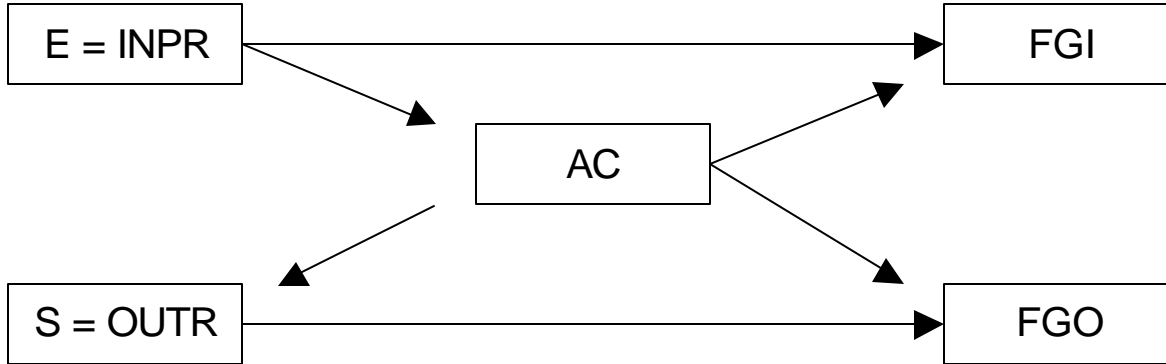 E = INPR
FGI
AC
S = OUTR
FGO